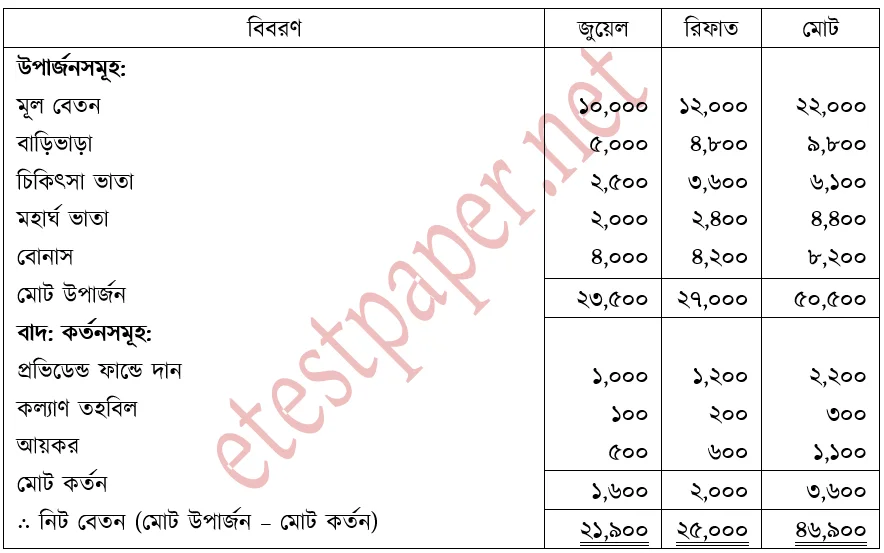 বিবরণ জুয়েল রিফাত মোট
উপার্জনসমূহ:
মূল বেতন ১০,০০০ ১২,০০০ ২২,০০০
বাড়িভাড়া ৫,০০০ ৪,৮০০ ৯,৮০০
চিকিৎসা ভাতা ২,৫০০ ৩,৬০০ ৬,১০০
মহার্ঘ ভাতা ২,০০০ ২,৪০০ ৪,৪০০
বোনাস ৪,০০০ ৪,২০০ ৮,২০০
মোট উপার্জন ২৩,৫০০ ২৭,০০০ ৫০,৫০০
বাদ: কর্তনসমূহ:
প্রভিডেন্ড ফান্ডে দান ১,০০০ ১,২০০ ২,২০০
কল্যাণ তহবিল ১০০ ২০০ ৩০০
আয়কর ৫০০ ৬০০ ১,১০০
মোট কর্তন ১,৬০০ ২,০০০ ৩,৬০০
∴ নিট বেতন (মোট উপার্জন – মোট কর্তন) ২১,৯০০ ২৫,০০০ ৪৬,৯০০
etestpaper.net